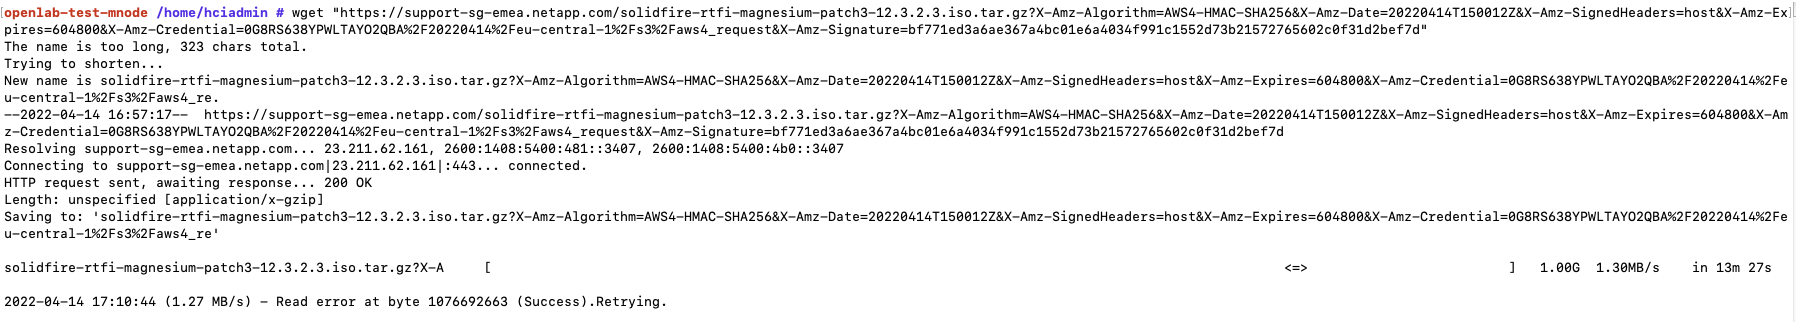 openlab-test-mnode /home/hciadmin # wget "https://support-sg-emea.netapp.com/solidfire-rtfi-magnesium-patch3-12.3.2.3.iso.tar.gz?X-Amz-Algorithm=AWS4-HMAC-SHA256&X-Amz-Date=20220414T150012Z&X-Amz-SignedHeaders=host&X-Amz-Ex
pires=604800&X-Amz-Credential=0G8RS638YPWLTAYO2QBA%2F20220414%2Feu-central-1%2Fs3%2Faws4_request&X-Amz-Signature=bf771ed3a6ae367a4bc01e6a4034f991c1552d73b21572765602c0f31d2bef7d"
The name is too long, 323 chars total.
Trying to shorten...
New name is solidfire-rtfi-magnesium-patch3-12.3.2.3.iso.tar.gz?X-Amz-Algorithm=AWS4-HMAC-SHA256&X-Amz-Date=20220414T150012Z&X-Amz-SignedHeaders=host&X-Amz-Expires=604800&X-Amz-Credential=0G8RS638YPWLTAYO2QBA%2F20220414%2Fe
u-central-1%2Fs3%2Faws4_re.
--2022-04-14 16:57:17--  https://support-sg-emea.netapp.com/solidfire-rtfi-magnesium-patch3-12.3.2.3.iso.tar.gz?X-Amz-Algorithm=AWS4-HMAC-SHA256&X-Amz-Date=20220414T150012Z&X-Amz-SignedHeaders=host&X-Amz-Expires=604800&X-Am
z-Credential=0G8RS638YPWLTAYO2QBA%2F20220414%2Feu-central-1%2Fs3%2Faws4_request&X-Amz-Signature=bf771ed3a6ae367a4bc01e6a4034f991c1552d73b21572765602c0f31d2bef7d
Resolving support-sg-emea.netapp.com... 23.211.62.161, 2600:1408:5400:481::3407, 2600:1408:5400:4b0::3407
Connecting to support-sg-emea.netapp.com|23.211.62.161|:443... connected.
HTTP request sent, awaiting response... 200 OK
Length: unspecified [application/x-gzip]
Saving to: 'solidfire-rtfi-magnesium-patch3-12.3.2.3.iso.tar.gz?X-Amz-Algorithm=AWS4-HMAC-SHA256&X-Amz-Date=20220414T150012Z&X-Amz-SignedHeaders=host&X-Amz-Expires=604800&X-Amz-Credential=0G8RS638YPWLTAYO2QBA%2F20220414%2Fe
u-central-1%2Fs3%2Faws4_re'
solidfire-rtfi-magnesium-patch3-12.3.2.3.iso.tar.gz?X-A     [ <=> ]   1.00G  1.30MB/s    in 13m 27s
2022-04-14 17:10:44 (1.27 MB/s) - Read error at byte 1076692663 (Success).Retrying.